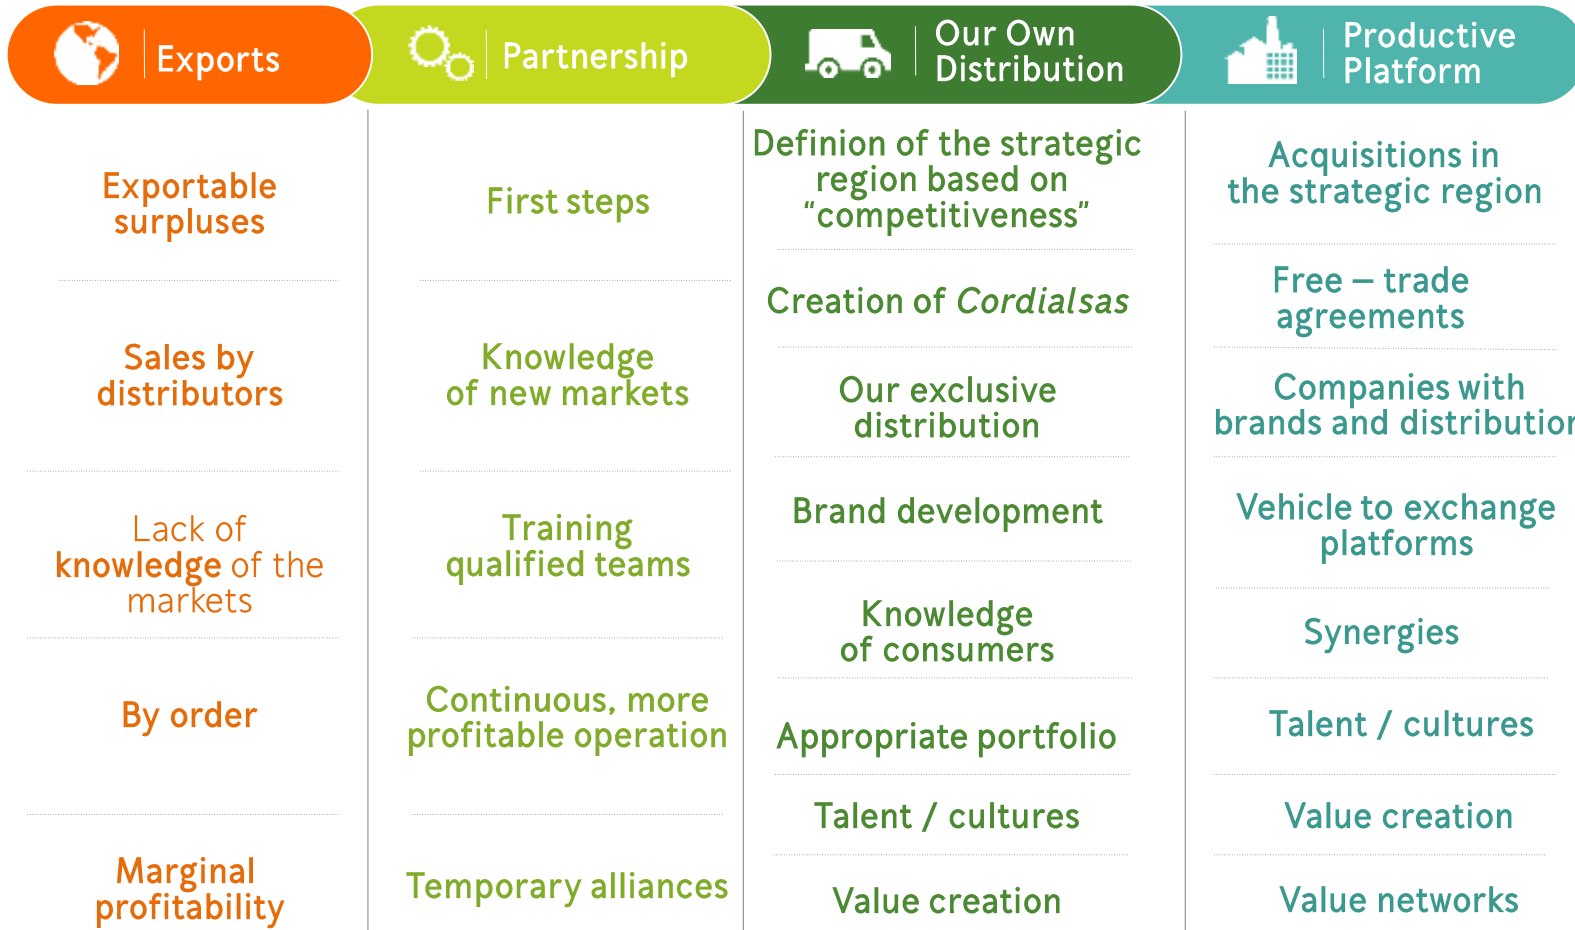 Exports
Partnership
Our Own
Distribution
Productive
Platform
Exportable
surpluses
Sales by
distributors
Lack of
knowledge of the
markets
By order
Marginal
profitability
First steps
Knowledge
of new markets
Training
qualified teams
Continuous, more
profitable operation
Temporary alliances
Definion of the strategic
region based on
“competitiveness”
Creation of Cordialsas
Our exclusive
distribution
Brand development
Knowledge
of consumers
Appropriate portfolio
Talent / cultures
Value creation
Acquisitions in
the strategic region
Free – trade
agreements
Companies with
brands and distribution
Vehicle to exchange
platforms
Synergies
Talent / cultures
Value creation
Value networks